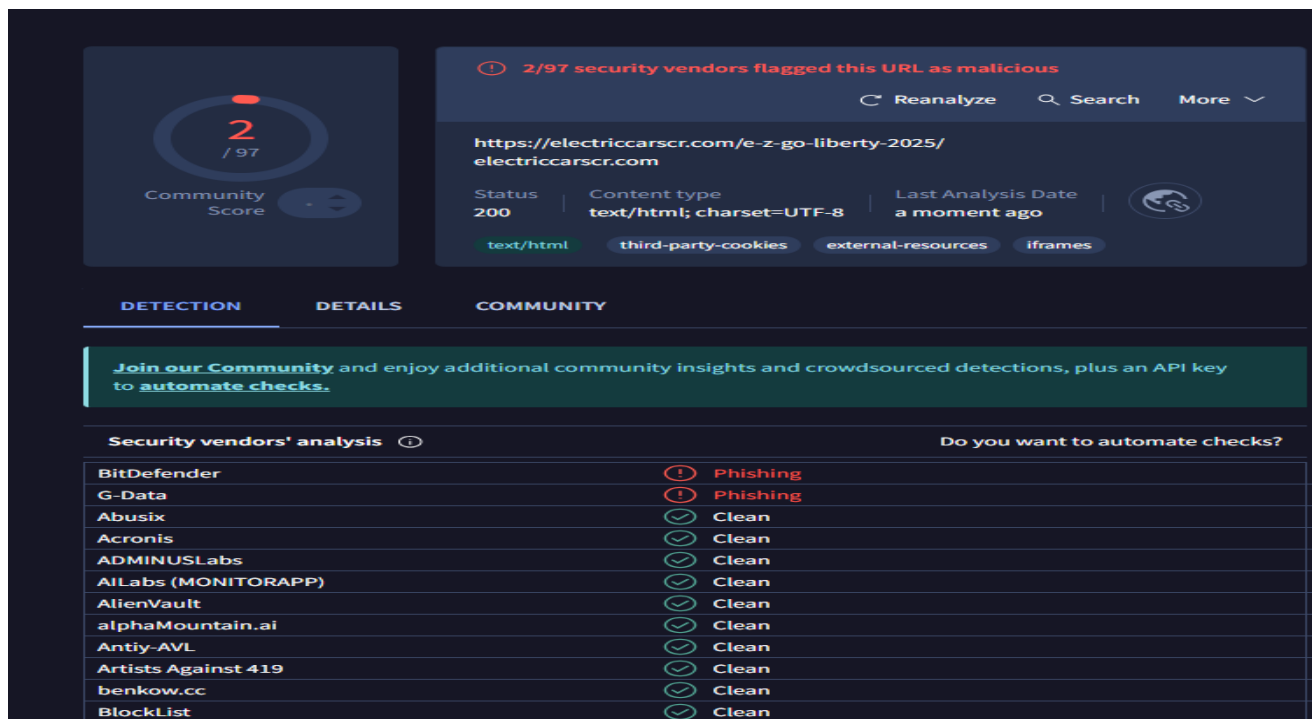 2/97 security vendors flagged this URL as malicious
Reanalyze Search More
2
/ 97
Community Score
https://electriccarscr.com/e-z-go-liberty-2025/
electriccarscr.com
Status Content type Last Analysis Date
200 text/html; charset=UTF-8 a moment ago
text/html third-party-cookies external-resources iframes
DETECTION DETAILS COMMUNITY
Join our Community and enjoy additional community insights and crowdsourced detections, plus an API key
to automate checks.
Security vendors' analysis Do you want to automate checks?
BitDefender Phishing
G-Data Phishing
Abusix Clean
Acronis Clean
ADMINUSLabs Clean
AILabs (MONITORAPP) Clean
AlienVault Clean
alphaMountain.ai Clean
Antiy-AVL Clean
Artists Against 419 Clean
benkow.cc Clean
BlockList Clean